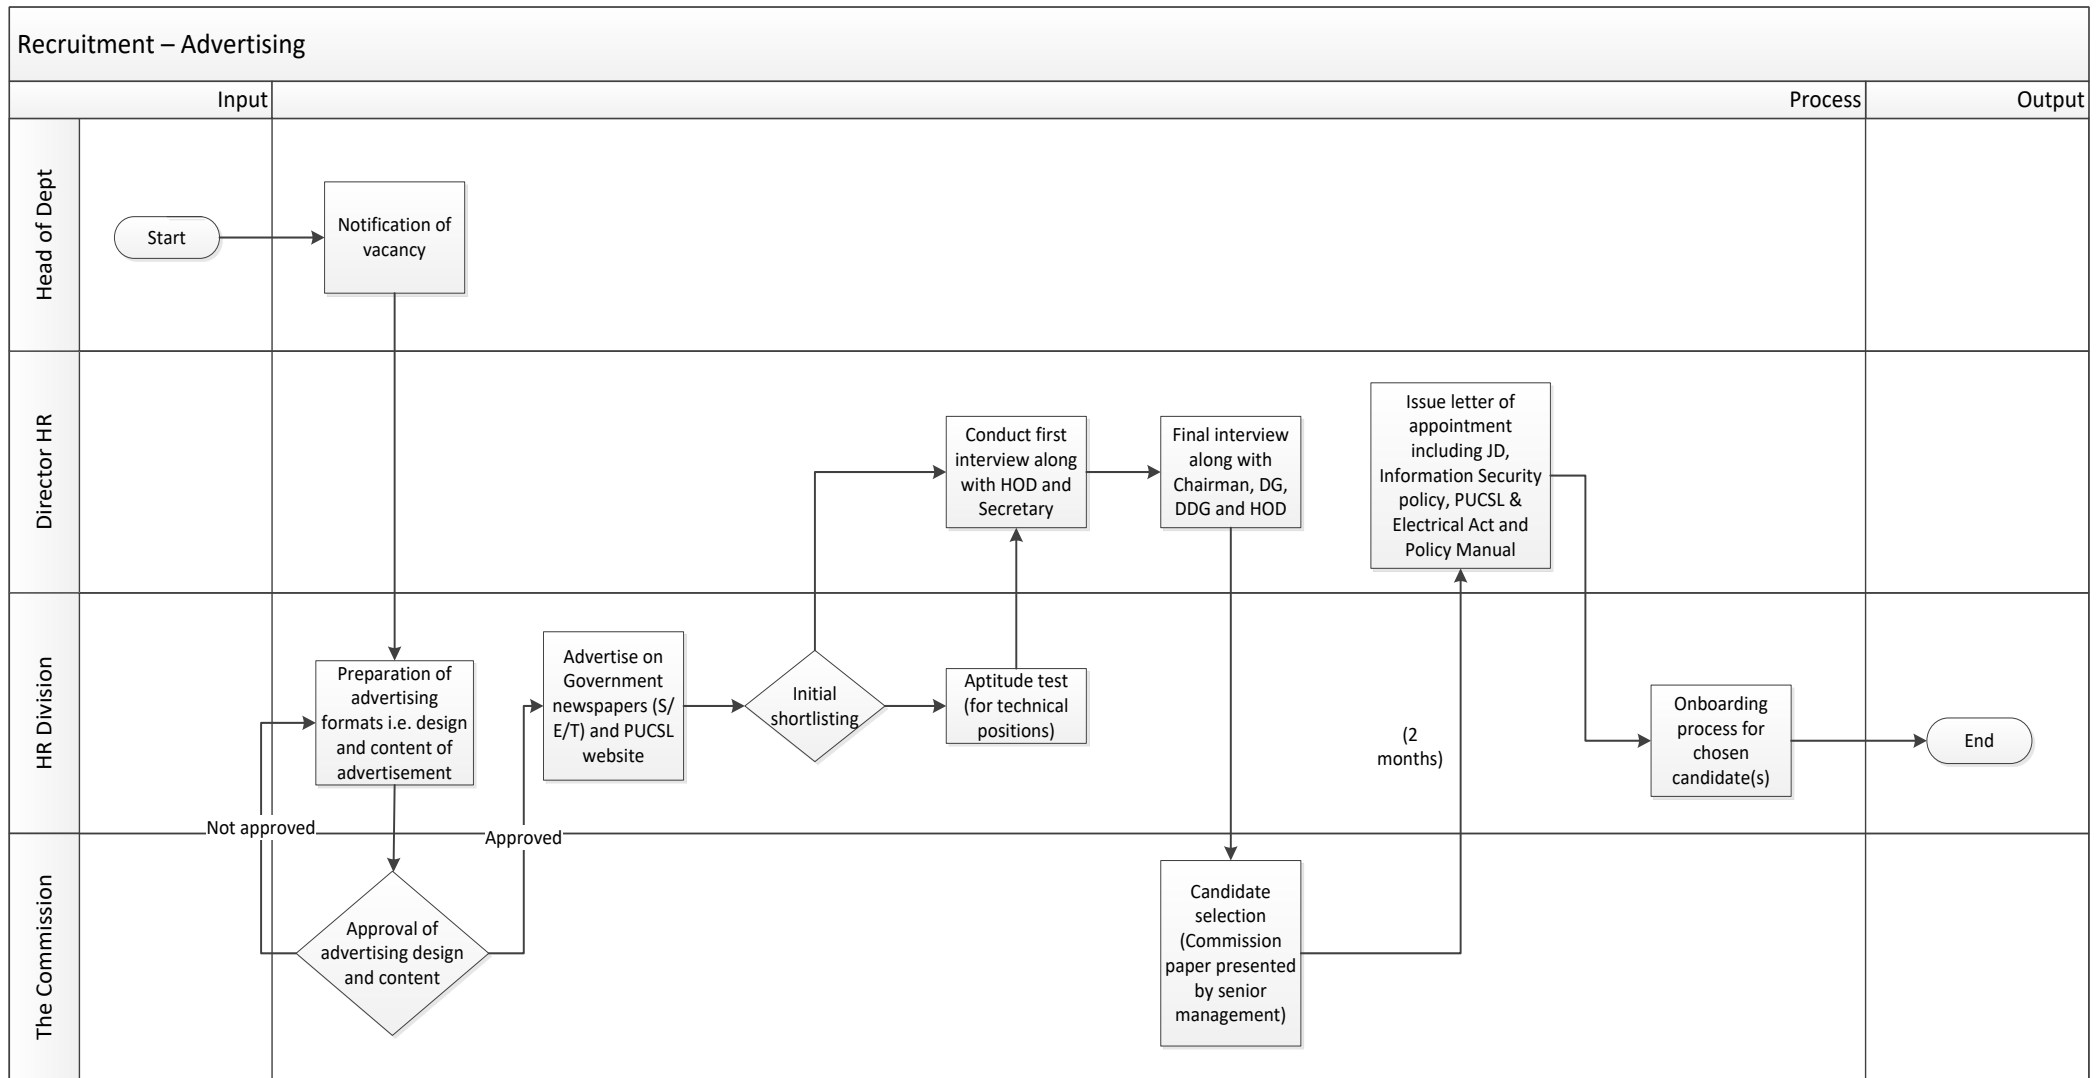 Recruitment – Advertising
Input
Process
Output
Head of Dept
Start
Notification of
vacancy
Director HR
Conduct first
interview along
with HOD and
Secretary
Final interview
along with
Chairman, DG,
DDG and HOD
Issue letter of
appointment
including JD,
Information Security
policy, PUCSL &
Electrical Act and
Policy Manual
HR Division
Preparation of
advertising
formats i.e. design
and content of
advertisement
Advertise on
Government
newspapers (S/
E/T) and PUCSL
website
Initial
shortlisting
Aptitude test
(for technical
positions)
(2
months)
Onboarding
process for
chosen
candidate(s)
End
Not approved
Approved
The Commission
Approval of
advertising design
and content
Candidate
selection
(Commission
paper presented
by senior
management)